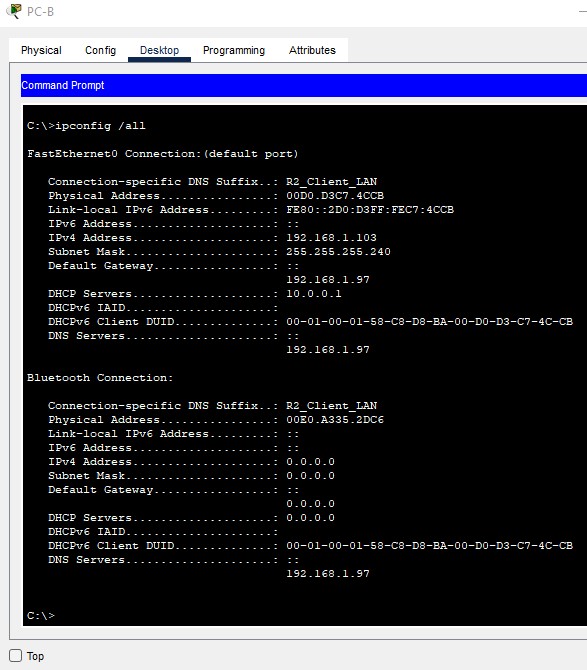 PC-B
Physical Config Desktop Programming Attributes
Command Prompt
C:\>ipconfig /all
FastEthernet0 Connection:(default port)
Connection-specific DNS Suffix..: R2_Client_LAN
Physical Address................: 00D0.D3C7.4CCB
Link-local IPv6 Address.........: FE80::2D0:D3FF:FEC7:4CCB
IPv6 Address....................: ::
IPv4 Address....................: 192.168.1.103
Subnet Mask.....................: 255.255.255.240
Default Gateway.................: ::
192.168.1.97
DHCP Servers....................: 10.0.0.1
DHCPv6 IAID.....................:
DHCPv6 Client DUID..............: 00-01-00-01-58-C8-D8-BA-00-D0-D3-C7-4C-CB
DNS Servers.....................: ::
192.168.1.97
Bluetooth Connection:
Connection-specific DNS Suffix..: R2_Client_LAN
Physical Address................: 00E0.A335.2DC6
Link-local IPv6 Address.........: ::
IPv6 Address....................: ::
IPv4 Address....................: 0.0.0.0
Subnet Mask.....................: 0.0.0.0
Default Gateway.................: ::
0.0.0.0
DHCP Servers....................: 0.0.0.0
DHCPv6 IAID.....................:
DHCPv6 Client DUID..............: 00-01-00-01-58-C8-D8-BA-00-D0-D3-C7-4C-CB
DNS Servers.....................: ::
192.168.1.97
C:\>
Top